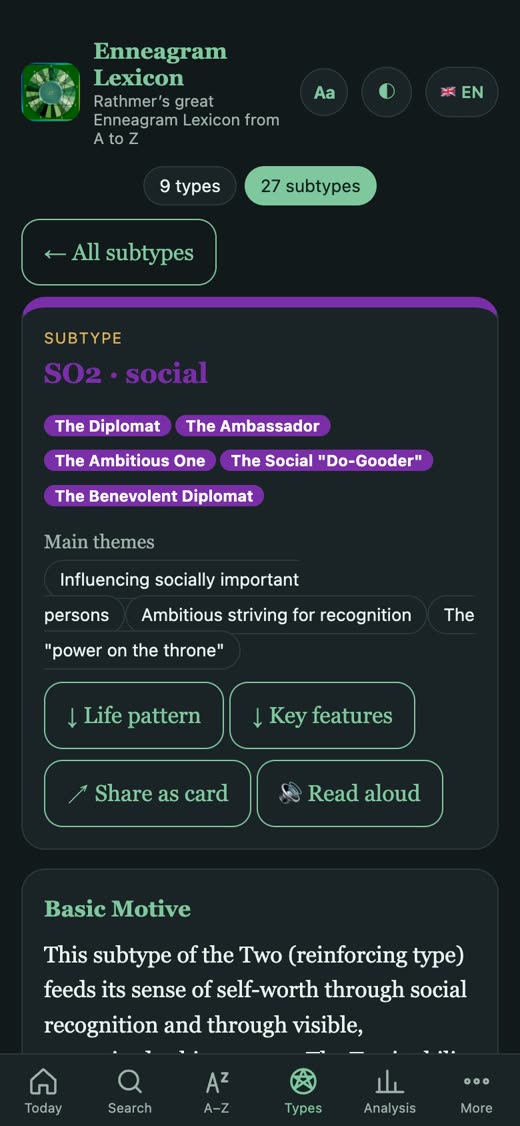 Enneagram
Lexicon
Rathmer's great
Enneagram Lexicon from
A to Z
Aa
EN
9 types
27 subtypes
← All subtypes
SUBTYPE
SO2 · social
The Diplomat
The Ambassador
The Ambitious One
The Social "Do-Gooder"
The Benevolent Diplomat
Main themes
Influencing socially important
persons
Ambitious striving for recognition
The
"power on the throne"
↓ Life pattern
↓ Key features
↗ Share as card
🔊 Read aloud
Basic Motive
This subtype of the Two (reinforcing type)
feeds its sense of self-worth through social
recognition and through visible,
Today
Search
A–Z
Types
Analysis
More